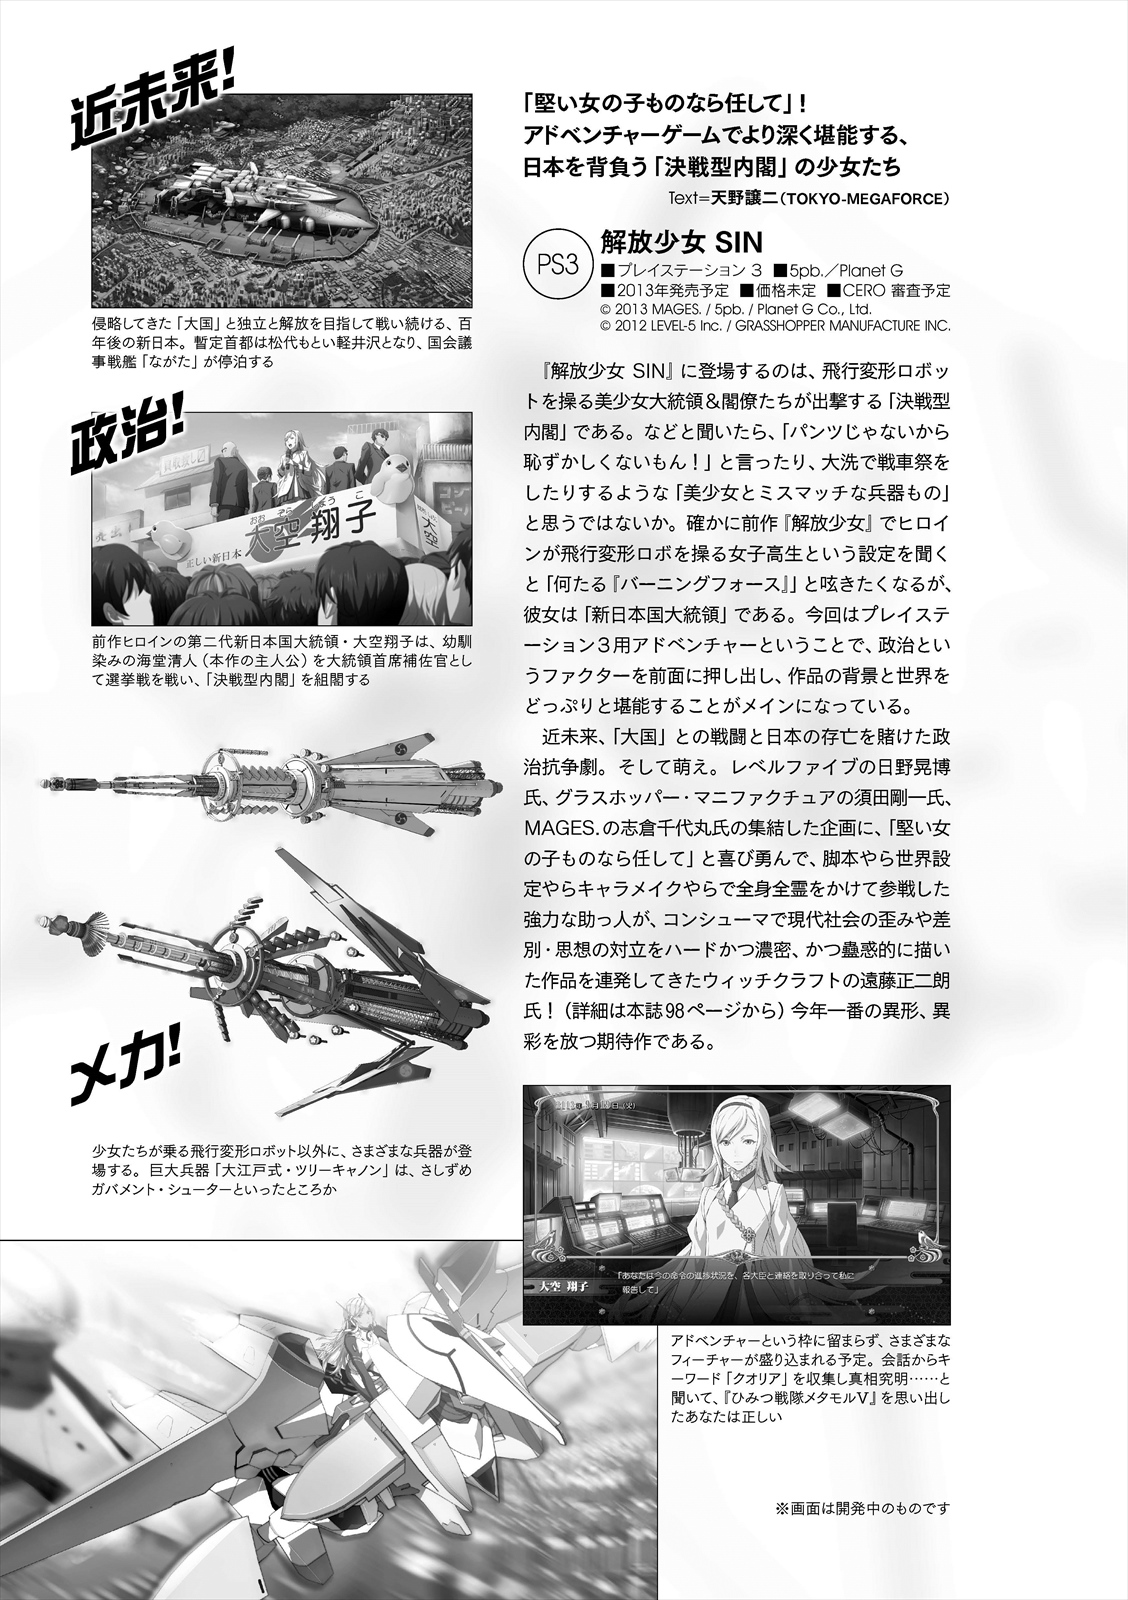 近未来!
侵略してきた「大国」と独立と解放を目指して戦い続ける、百
年後の新日本。暫定首都は松代もとい軽井沢となり、国会議
事戦艦「ながた」が停泊する
政治!
おおぞら しょうこ
大空 翔子
正しい新日本
大空
前作ヒロインの第二代新日本国大統領・大空翔子は、幼馴
染みの海堂清人（本作の主人公）を大統領首席補佐官とし
て選挙戦を戦い、「決戦型内閣」を組閣する
メカ!
少女たちが乗る飛行変形ロボット以外に、さまざまな兵器が登
場する。巨大兵器「大江戸式・ツリーキャノン」は、さしずめ
ガバメント・シューターといったところか
「堅い女の子ものなら任して」！
アドベンチャーゲームでより深く堪能する、
日本を背負う「決戦型内閣」の少女たち
Text=天野譲二（TOKYO-MEGAFORCE）
PS3
解放少女 SIN
■プレイステーション 3 ■5pb.／Planet G
■2013年発売予定 ■価格未定 ■CERO 審査予定
© 2013 MAGES. / 5pb. / Planet G Co., Ltd.
© 2012 LEVEL-5 Inc. / GRASSHOPPER MANUFACTURE INC.
『解放少女 SIN』に登場するのは、飛行変形ロボッ
トを操る美少女大統領＆閣僚たちが出撃する「決戦型
内閣」である。などと聞いたら、「パンツじゃないから
恥ずかしくないもん！」と言ったり、大洗で戦車祭を
したりするような「美少女とミスマッチな兵器もの」
と思うではないか。確かに前作『解放少女』でヒロイ
ンが飛行変形ロボを操る女子高生という設定を聞く
と「何たる『バーニングフォース』」と呟きたくなるが、
彼女は「新日本国大統領」である。今回はプレイステ
ーション3用アドベンチャーということで、政治とい
うファクターを前面に押し出し、作品の背景と世界を
どっぷりと堪能することがメインになっている。
近未来、「大国」との戦闘と日本の存亡を賭けた政
治抗争劇。そして萌え。レベルファイブの日野晃博
氏、グラスホッパー・マニファクチュアの須田剛一氏、
MAGES.の志倉千代丸氏の集結した企画に、「堅い女
の子ものなら任して」と喜び勇んで、脚本やら世界設
定やらキャラメイクやらで全身全霊をかけて参戦した
強力な助っ人が、コンシューマで現代社会の歪みや差
別・思想の対立をハードかつ濃密、かつ蠱惑的に描い
た作品を連発してきたウィッチクラフトの遠藤正二朗
氏！（詳細は本誌98ページから）今年一番の異形、異
彩を放つ期待作である。
大空 翔子
「あなたは今の命令の進捗状況を、各大臣と連絡を取り合って私に
報告して」
アドベンチャーという枠に留まらず、さまざまな
フィーチャーが盛り込まれる予定。会話からキ
ーワード「クオリア」を収集し真相究明……と
聞いて、『ひみつ戦隊メタモルV』を思い出し
たあなたは正しい
※画面は開発中のものです